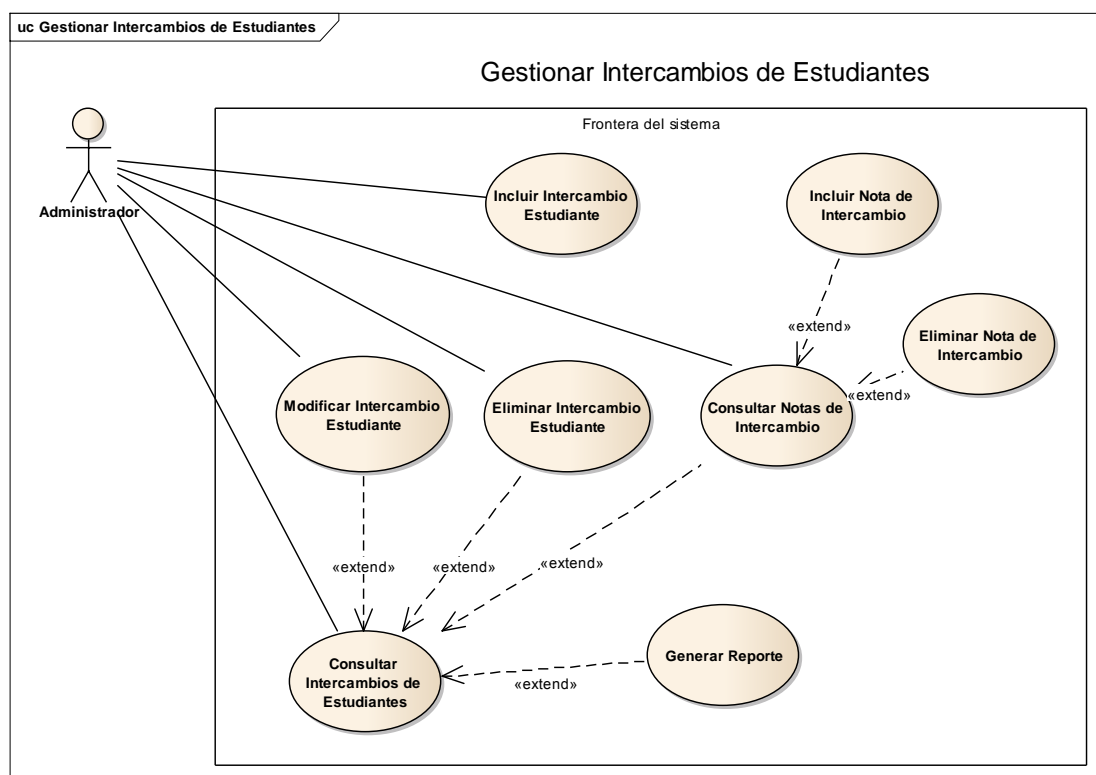 uc Gestionar Intercambios de Estudiantes
Gestionar Intercambios de Estudiantes
Frontera del sistema
Administrador
Incluir Intercambio
Estudiante
Incluir Nota de
Intercambio
«extend»
Eliminar Nota de
Intercambio
«extend»
Modificar Intercambio
Estudiante
Eliminar Intercambio
Estudiante
Consultar Notas de
Intercambio
«extend»
«extend»
«extend»
Consultar
Intercambios de
Estudiantes
«extend»
Generar Reporte